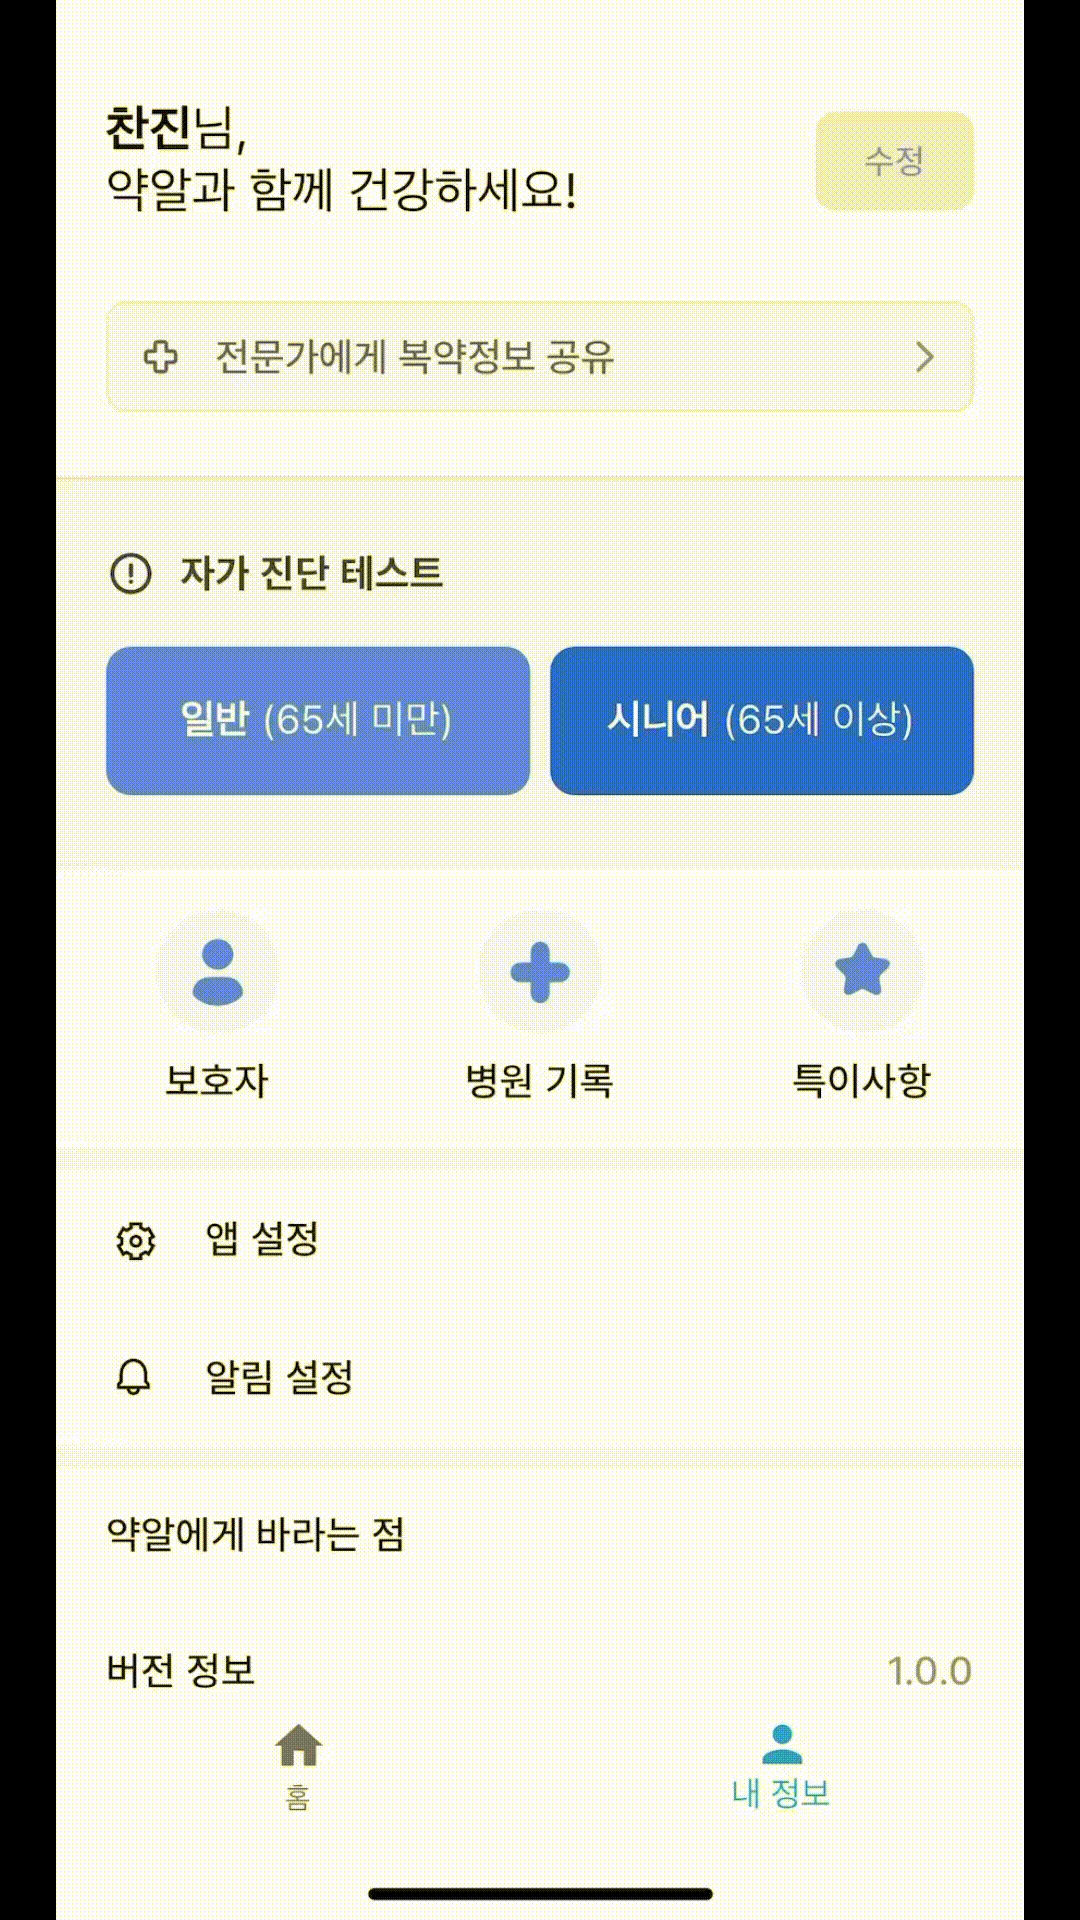 찬진님,
약알과 함께 건강하세요!
수정
전문가에게 복약정보 공유
자가 진단 테스트
일반 (65세 미만)
시니어 (65세 이상)
보호자
병원 기록
특이사항
앱 설정
알림 설정
약알에게 바라는 점
버전 정보
1.0.0
홈
내 정보